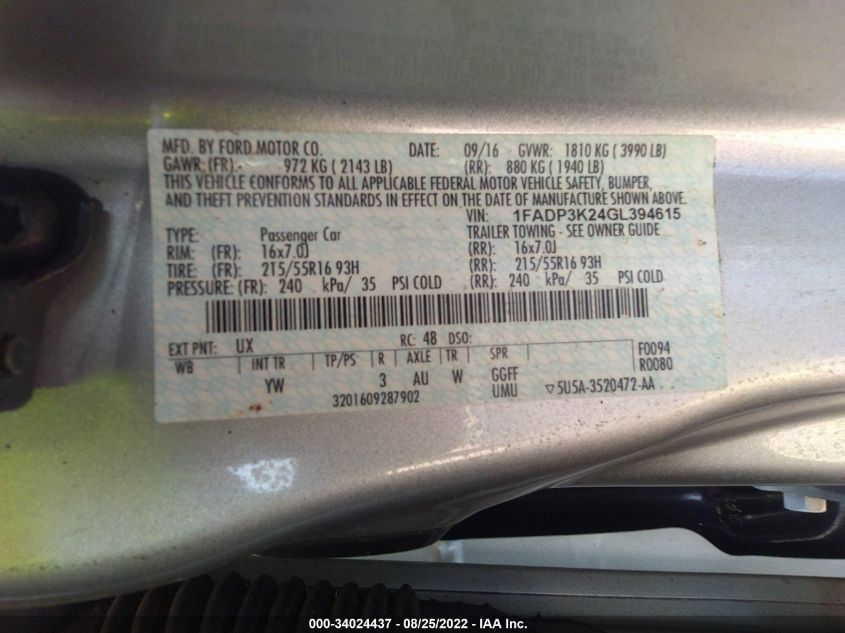 MFD. BY FORD MOTOR CO. DATE: 09/16 GVWR: 1810 KG ( 3990 LB)
GAWR:(FR): 972 KG ( 2143 LB) (RR): 880 KG ( 1940 LB)
THIS VEHICLE CONFORMS TO ALL APPLICABLE FEDERAL MOTOR VEHICLE SAFETY, BUMPER,
AND THEFT PREVENTION STANDARDS IN EFFECT ON THE DATE OF MANUFACTURE SHOWN ABOVE.
VIN: 1FADP3K24GL394615
TYPE: Passenger Car TRAILER TOWING - SEE OWNER GUIDE
RIM: (FR): 16x7.0J (RR): 16x7.0J
TIRE: (FR): 215/55R16 93H (RR): 215/55R16 93H
PRESSURE: (FR): 240 kPa/ 35 PSI COLD (RR): 240 kPa/ 35 PSI COLD
EXT PNT: UX RC: 48 DSO:
WB INT TR TP/PS R AXLE TR SPR F0094
YW 3 AU W GGFF R0080
UMU
3201609287902 ▽5U5A-3520472-AA
000-34024437 - 08/25/2022 - IAA Inc.